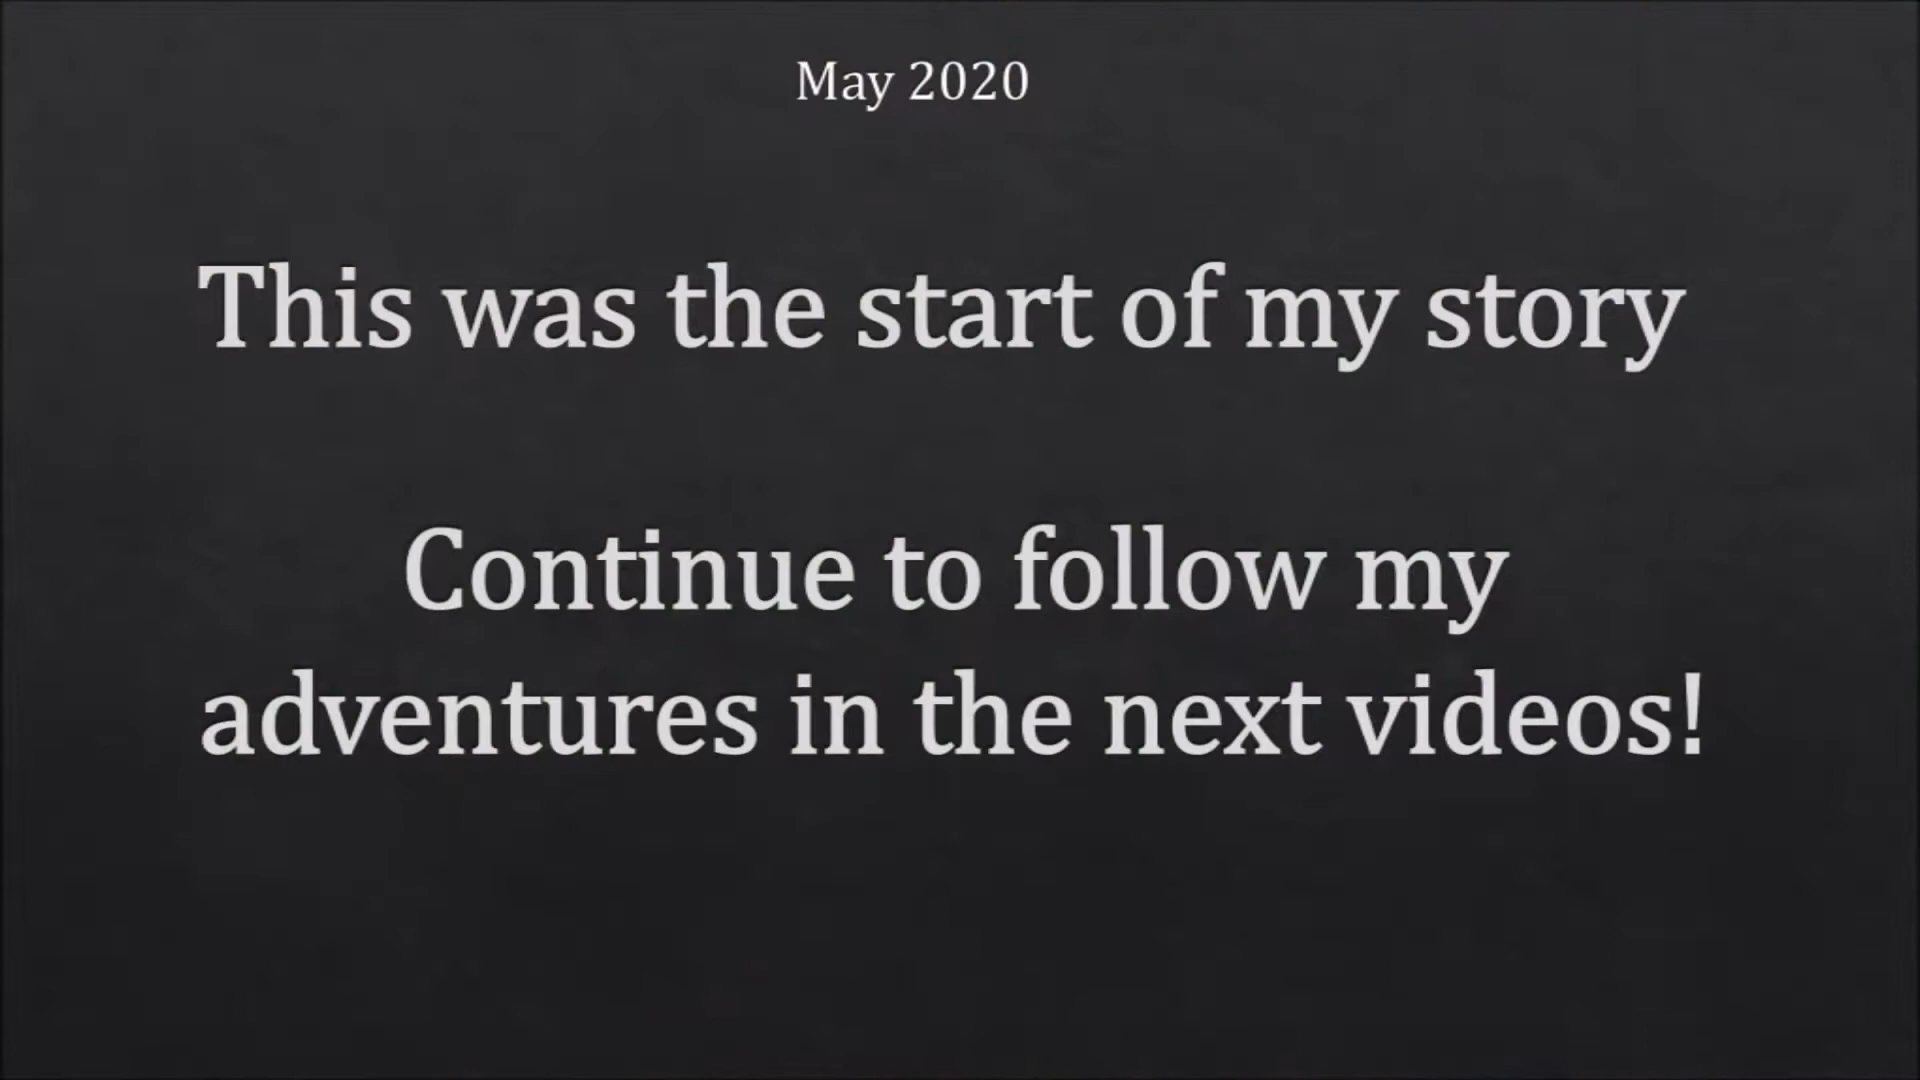 May 2020
This was the start of my story
Continue to follow my
adventures in the next videos!